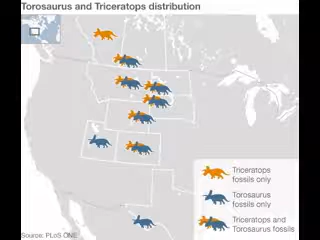 Torosaurus and Triceratops distribution
Triceratops
fossils only
Torosaurus
fossils only
Triceratops and
Torosaurus fossils
Source: PLoS ONE